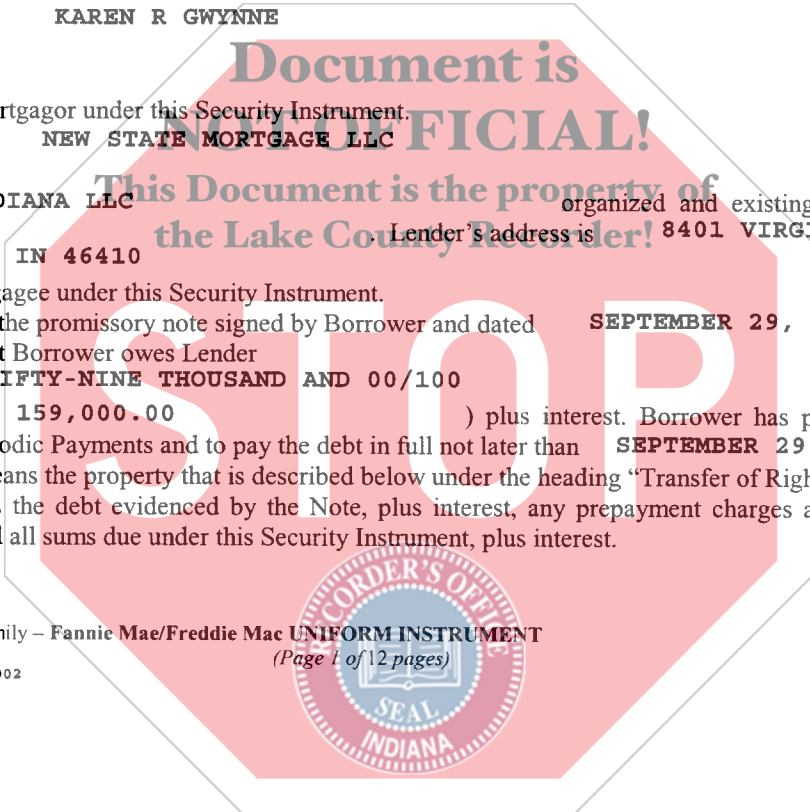 KAREN R GWYNNE
Document is
rtgagor under this Security Instrument.
NOT OFFICIAL!
NEW STATE MORTGAGE LLC
This Document is the property of
DIANA LLC organized and existing
the Lake County Recorder!
. Lender's address is 8401 VIRGI
IN 46410
agee under this Security Instrument.
the promissory note signed by Borrower and dated SEPTEMBER 29,
t Borrower owes Lender
IFTY-NINE THOUSAND AND 00/100
159,000.00 ) plus interest. Borrower has p
odic Payments and to pay the debt in full not later than SEPTEMBER 29
eans the property that is described below under the heading “Transfer of Righ
the debt evidenced by the Note, plus interest, any prepayment charges a
all sums due under this Security Instrument, plus interest.
STOP
RECORDER'S OFFICE
nily – Fannie Mae/Freddie Mac UNIFORM INSTRUMENT
(Page 1 of 12 pages)
002
SEAL
INDIANA